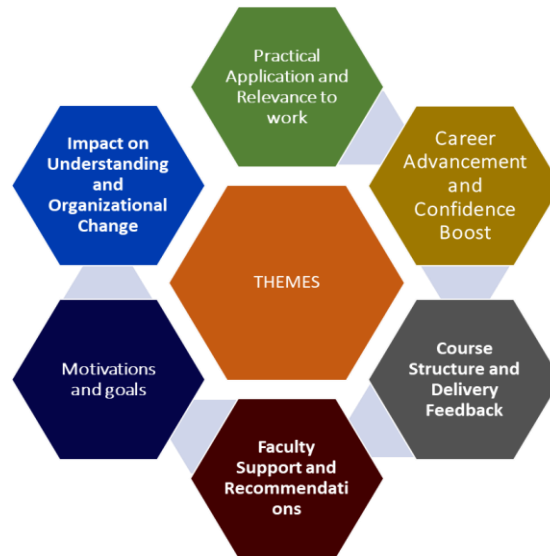 Practical
Application and
Relevance to
work
Career
Advancement
and
Confidence
Boost
Course
Structure and
Delivery
Feedback
Faculty
Support and
Recommendati
ons
Motivations
and goals
Impact on
Understanding
and
Organizational
Change
THEMES